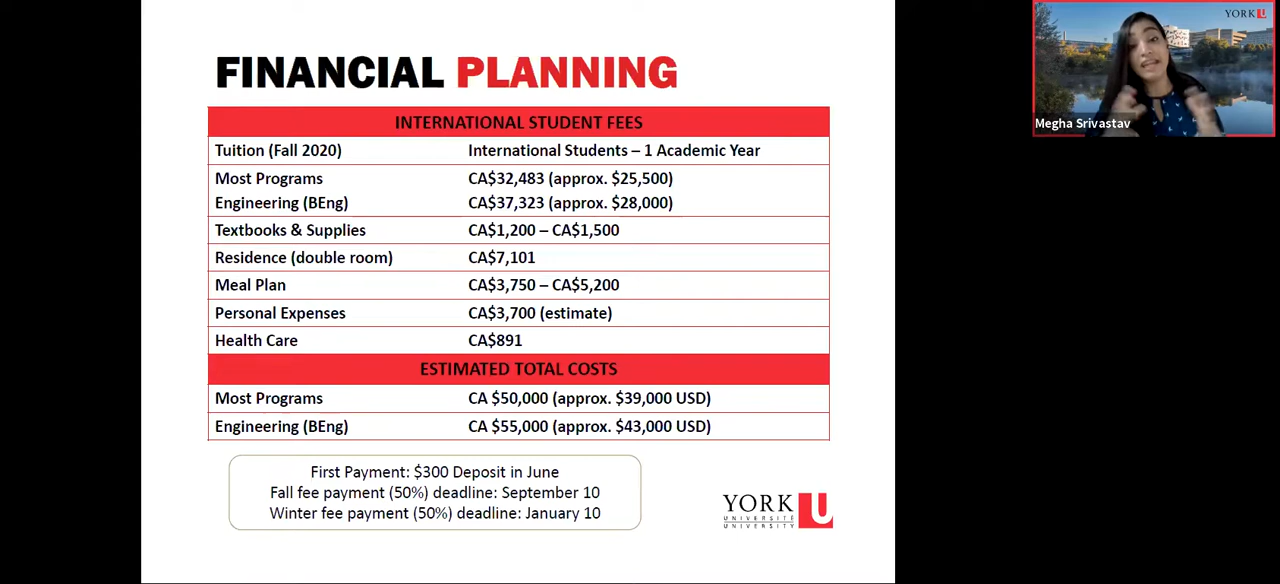 FINANCIAL PLANNING
INTERNATIONAL STUDENT FEES
Tuition (Fall 2020) International Students – 1 Academic Year
Most Programs CA$32,483 (approx. $25,500)
Engineering (BEng) CA$37,323 (approx. $28,000)
Textbooks & Supplies CA$1,200 – CA$1,500
Residence (double room) CA$7,101
Meal Plan CA$3,750 – CA$5,200
Personal Expenses CA$3,700 (estimate)
Health Care CA$891
ESTIMATED TOTAL COSTS
Most Programs CA $50,000 (approx. $39,000 USD)
Engineering (BEng) CA $55,000 (approx. $43,000 USD)
First Payment: $300 Deposit in June
Fall fee payment (50%) deadline: September 10
Winter fee payment (50%) deadline: January 10
YORK U
UNIVERSITÉ
UNIVERSITY
YORK U
Megha Srivastav